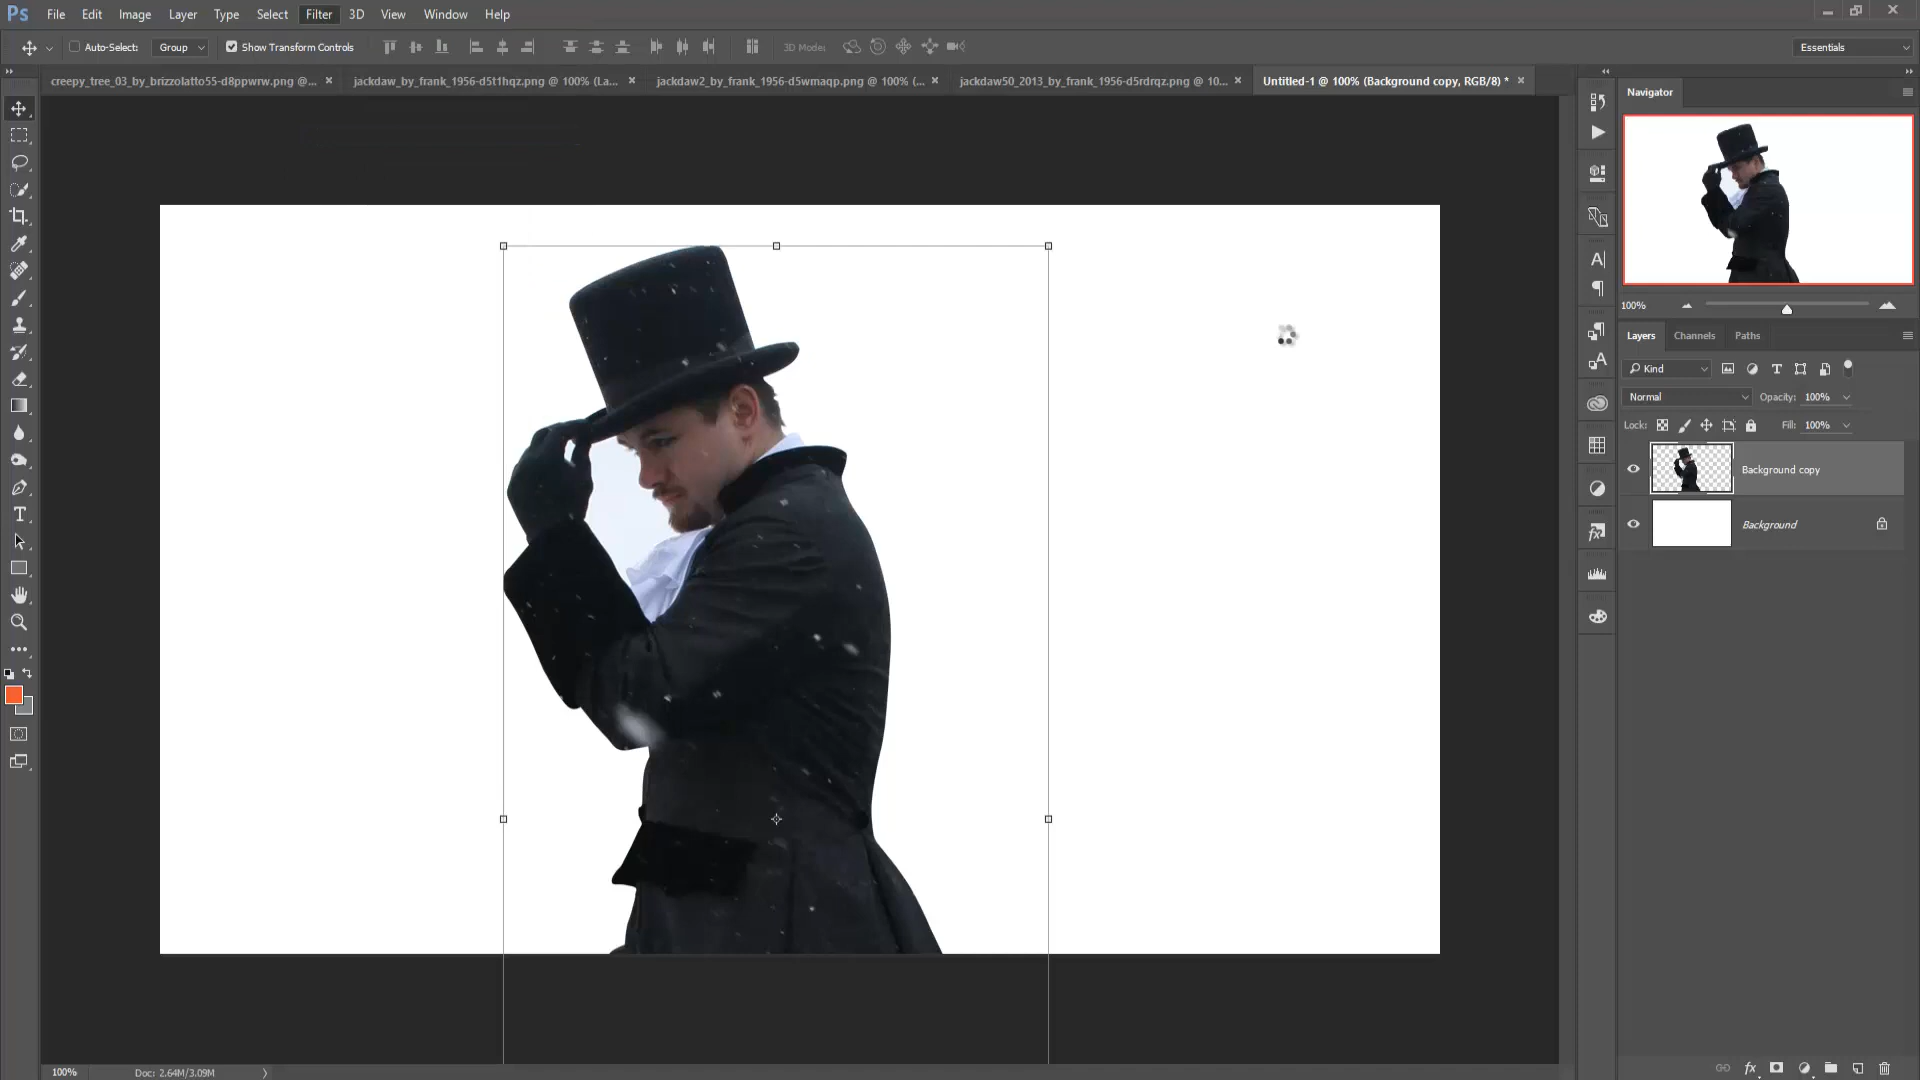 Ps File Edit Image Layer Type Select Filter 3D View Window Help
Auto-Select: Group Show Transform Controls 3D Mode: Essentials
creepy_tree_03_by_brizzolatto55-d8ppwrw.png @... × jackdaw_by_frank_1956-d5t1hqz.png @ 100% (La... × jackdaw2_by_frank_1956-d5wmaqp.png @ 100% (... × jackdaw50_2013_by_frank_1956-d5rdrqz.png @ 10... × Untitled-1 @ 100% (Background copy, RGB/8) * ×
Navigator
100%
Layers Channels Paths
Kind
Normal Opacity: 100%
Lock: Fill: 100%
Background copy
Background
100% Doc: 2.64M/3.09M